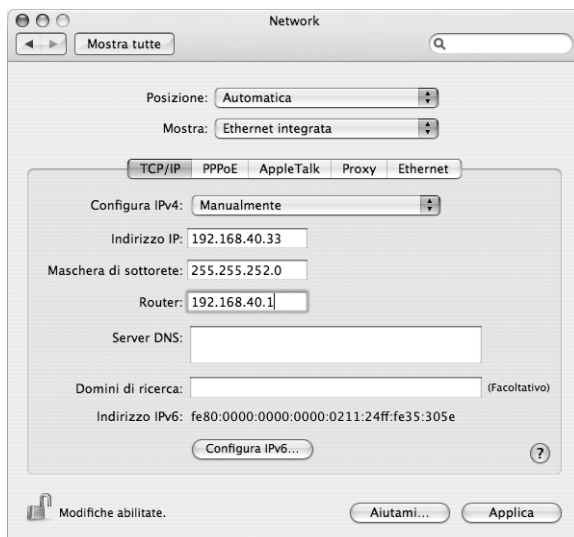 Network
Mostra tutte
Posizione: Automatica
Mostra: Ethernet integrata
TCP/IP PPPoE AppleTalk Proxy Ethernet
Configura IPv4: Manualmente
Indirizzo IP: 192.168.40.33
Maschera di sottorete: 255.255.252.0
Router: 192.168.40.1
Server DNS:
Domini di ricerca: (Facoltativo)
Indirizzo IPv6: fe80:0000:0000:0000:0211:24ff:fe35:305e
Configura IPv6... ?
Modifiche abilitate. Aiutami... Applica